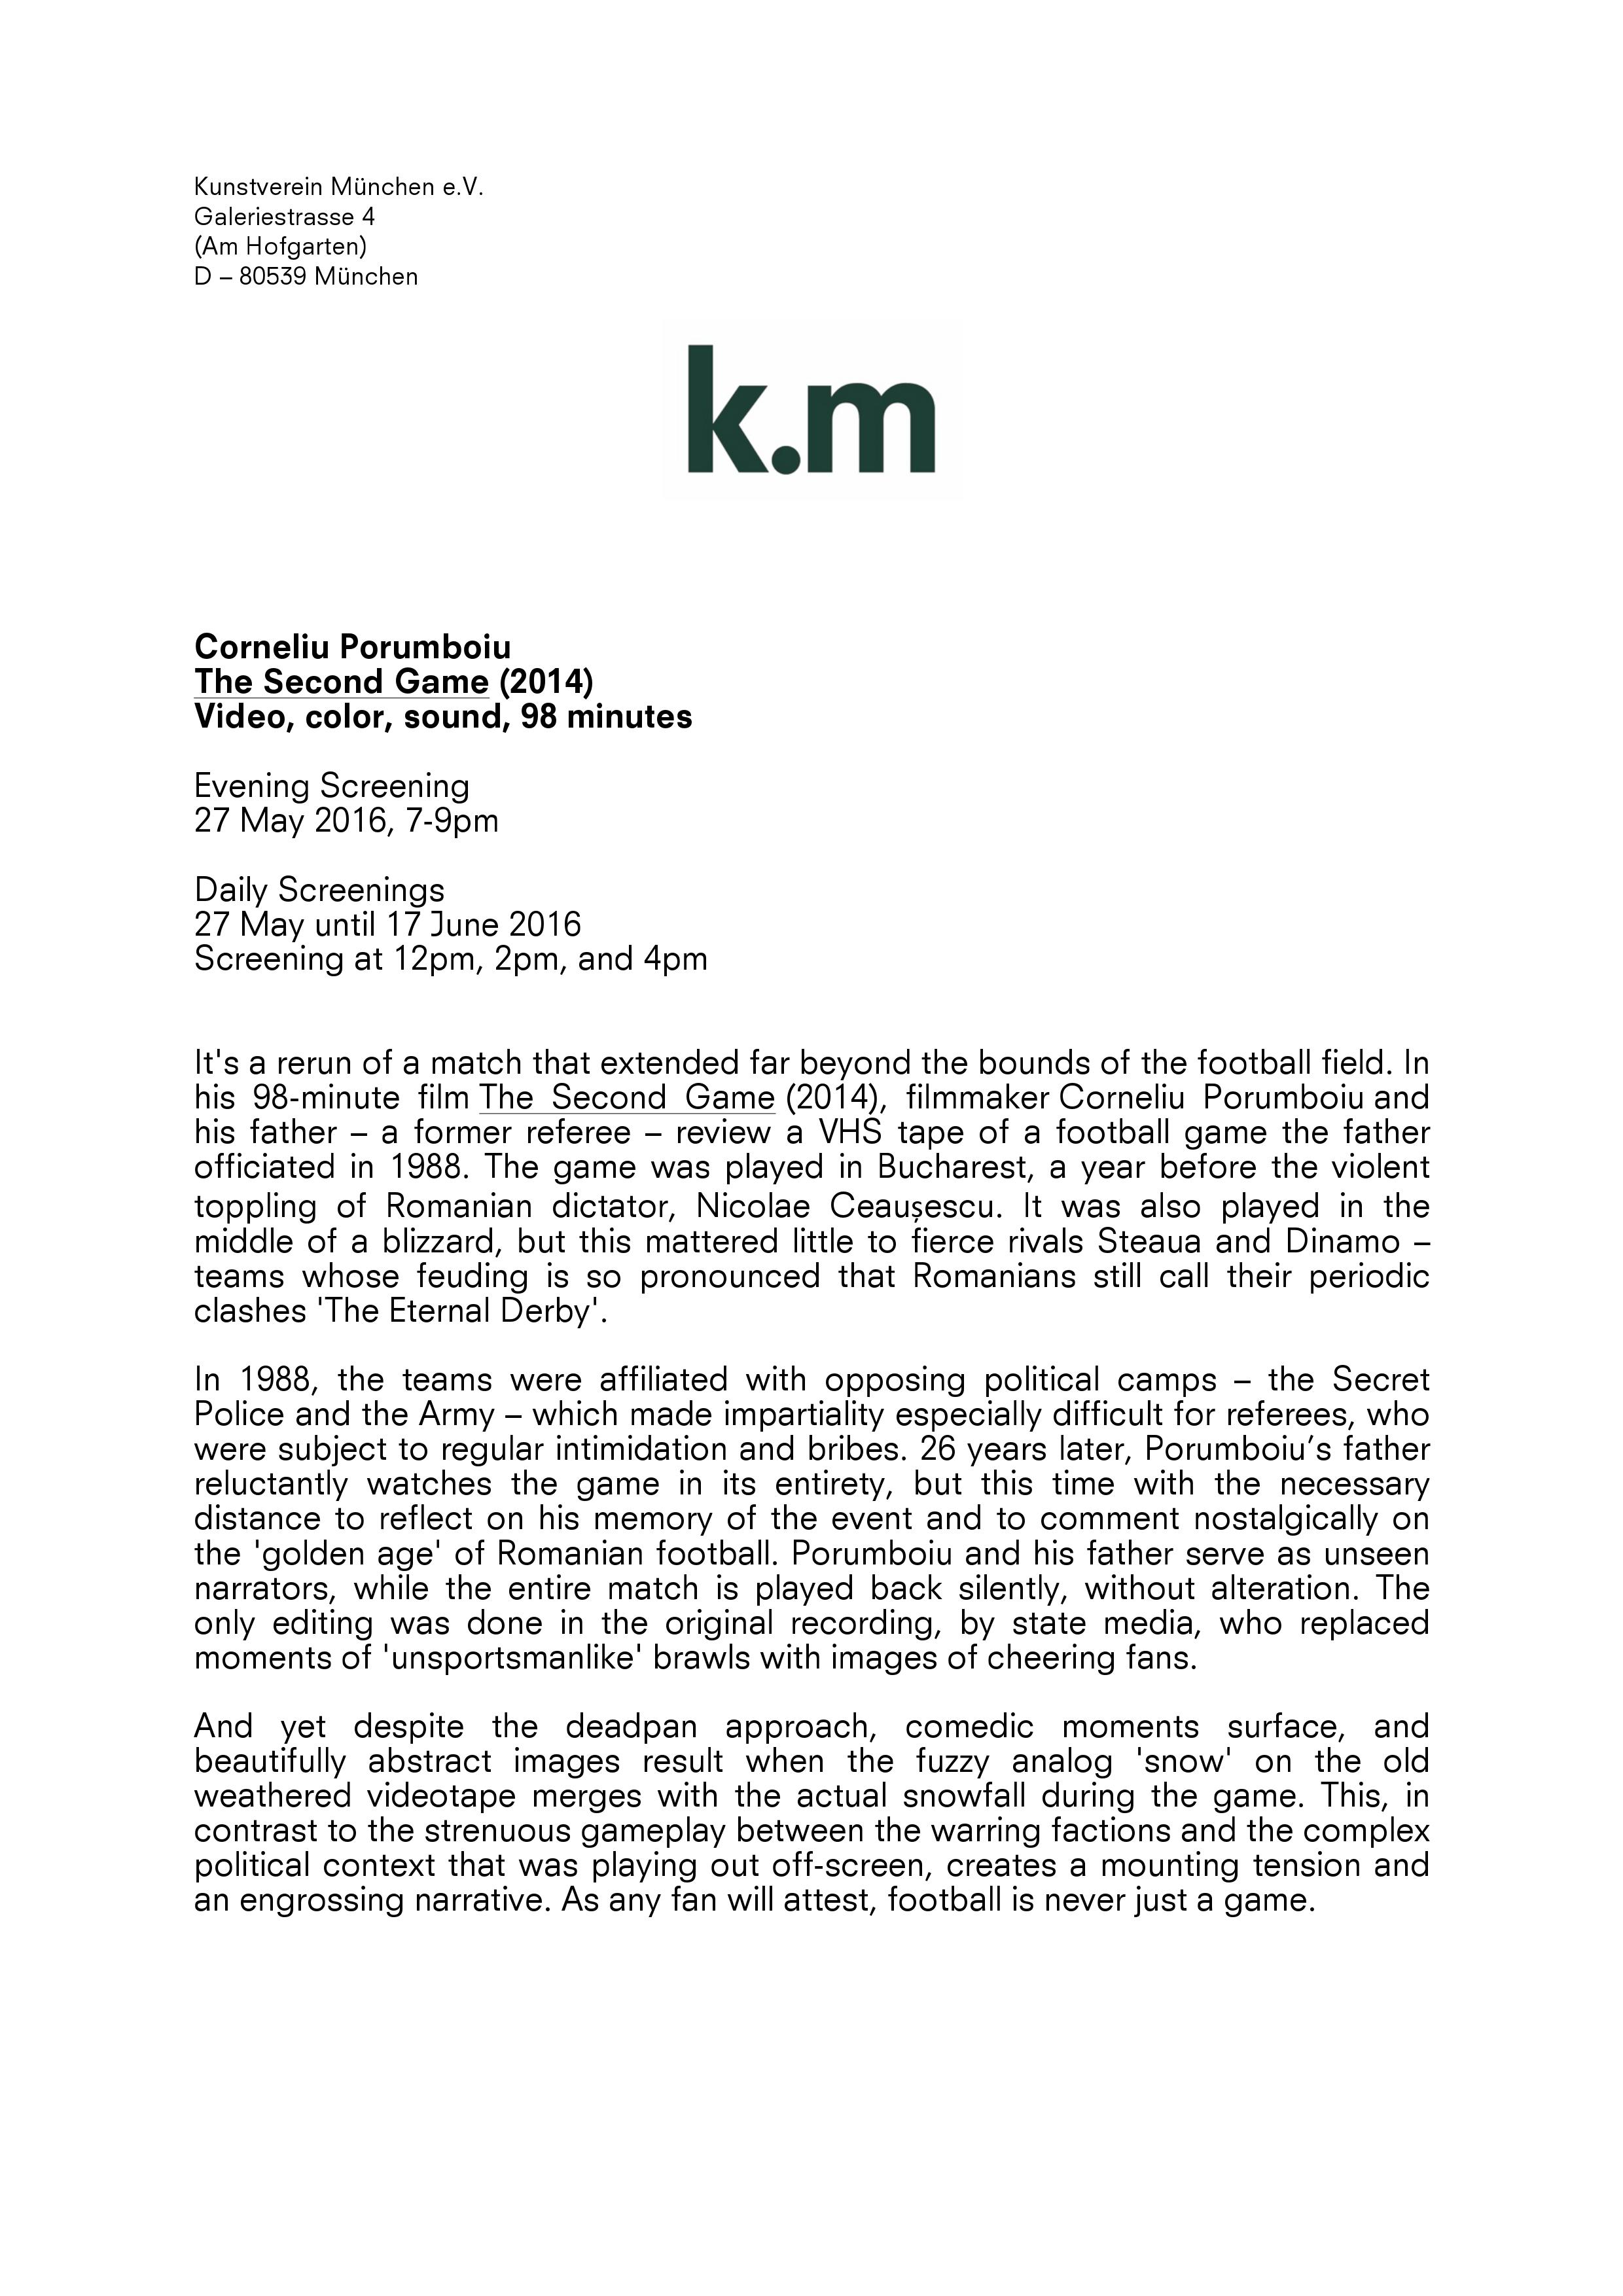 Kunstverein München e.V.
Galeriestrasse 4
(Am Hofgarten)
D – 80539 München
k.m
Corneliu Porumboiu
The Second Game (2014)
Video, color, sound, 98 minutes
Evening Screening
27 May 2016, 7-9pm
Daily Screenings
27 May until 17 June 2016
Screening at 12pm, 2pm, and 4pm
It's a rerun of a match that extended far beyond the bounds of the football field. In
his 98-minute film The Second Game (2014), filmmaker Corneliu Porumboiu and
his father – a former referee – review a VHS tape of a football game the father
officiated in 1988. The game was played in Bucharest, a year before the violent
toppling of Romanian dictator, Nicolae Ceaușescu. It was also played in the
middle of a blizzard, but this mattered little to fierce rivals Steaua and Dinamo –
teams whose feuding is so pronounced that Romanians still call their periodic
clashes 'The Eternal Derby'.
In 1988, the teams were affiliated with opposing political camps – the Secret
Police and the Army – which made impartiality especially difficult for referees, who
were subject to regular intimidation and bribes. 26 years later, Porumboiu’s father
reluctantly watches the game in its entirety, but this time with the necessary
distance to reflect on his memory of the event and to comment nostalgically on
the 'golden age' of Romanian football. Porumboiu and his father serve as unseen
narrators, while the entire match is played back silently, without alteration. The
only editing was done in the original recording, by state media, who replaced
moments of 'unsportsmanlike' brawls with images of cheering fans.
And yet despite the deadpan approach, comedic moments surface, and
beautifully abstract images result when the fuzzy analog 'snow' on the old
weathered videotape merges with the actual snowfall during the game. This, in
contrast to the strenuous gameplay between the warring factions and the complex
political context that was playing out off-screen, creates a mounting tension and
an engrossing narrative. As any fan will attest, football is never just a game.